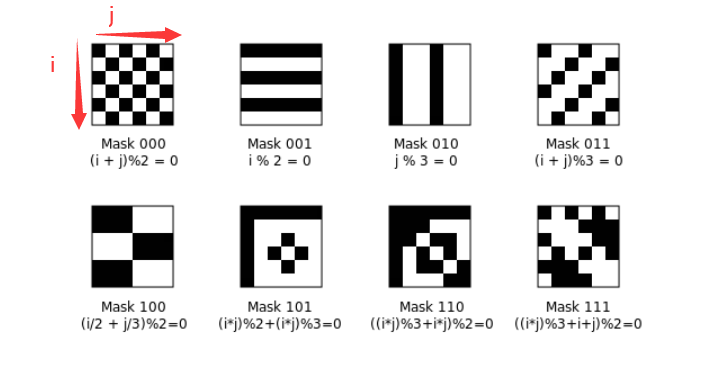 j
i
Mask 000
(i + j)%2 = 0
Mask 001
i % 2 = 0
Mask 010
j % 3 = 0
Mask 011
(i + j)%3 = 0
Mask 100
(i/2 + j/3)%2=0
Mask 101
(i*j)%2+(i*j)%3=0
Mask 110
((i*j)%3+i*j)%2=0
Mask 111
((i*j)%3+i+j)%2=0